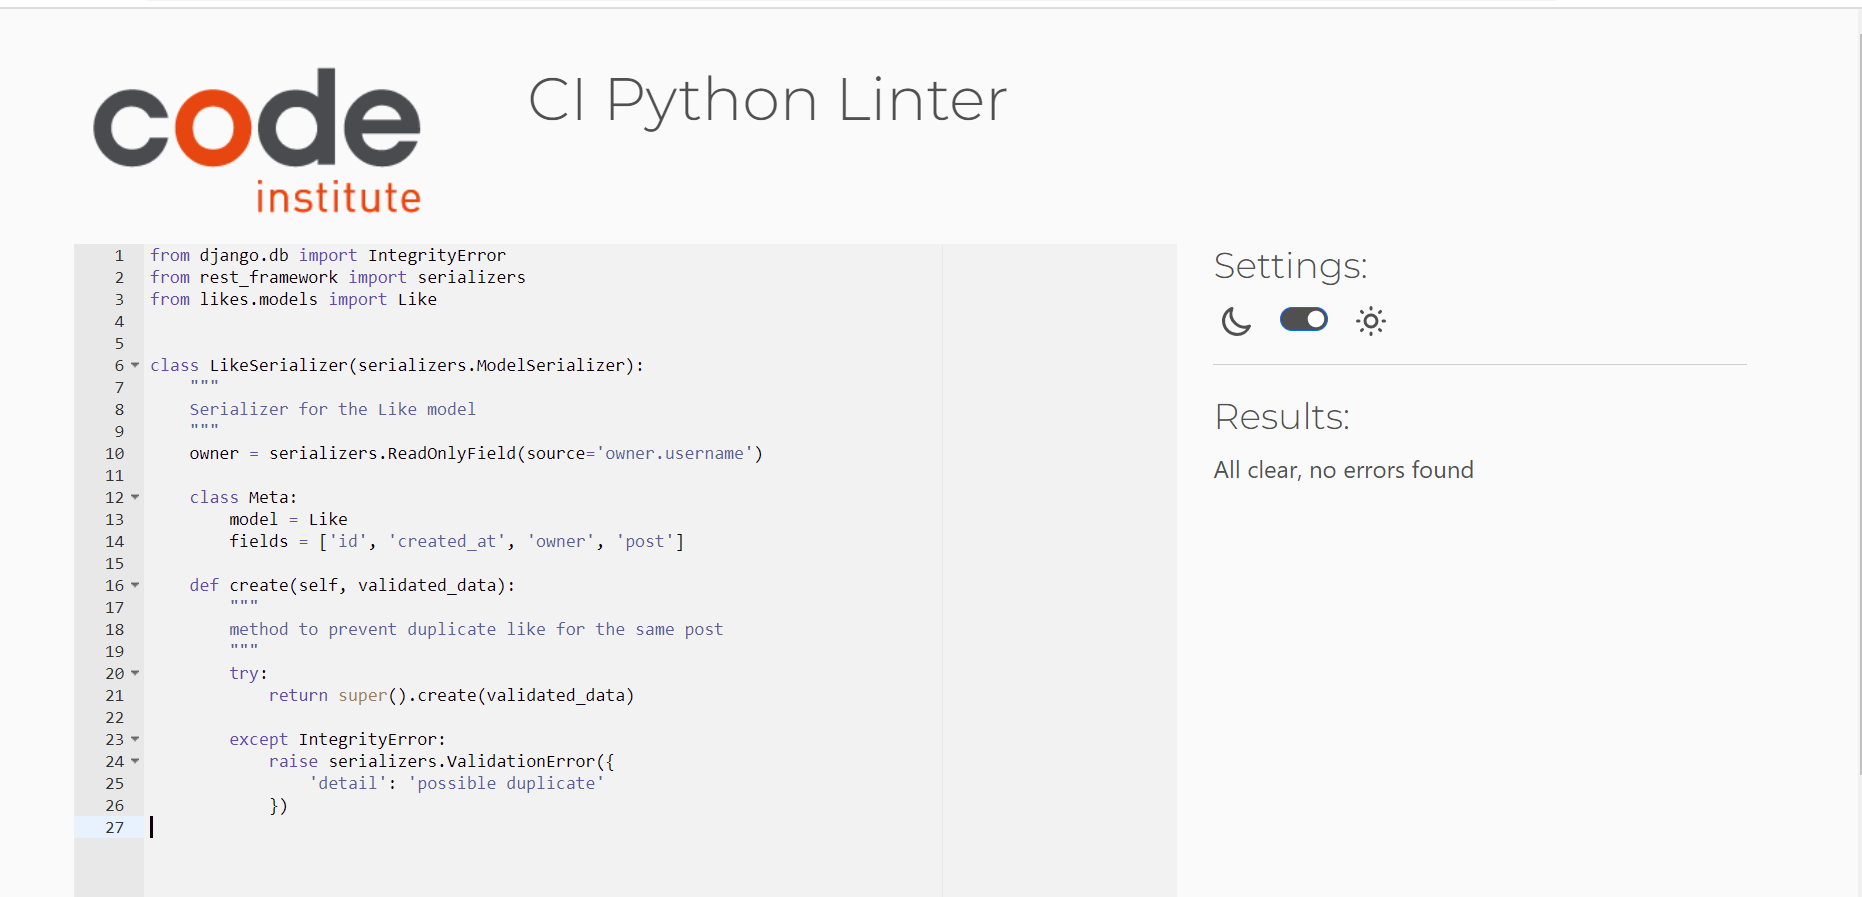 code
institute
CI Python Linter
1 from django.db import IntegrityError
2 from rest_framework import serializers
3 from likes.models import Like
4
5
6 class LikeSerializer(serializers.ModelSerializer):
7     """
8     Serializer for the Like model
9     """
10     owner = serializers.ReadOnlyField(source='owner.username')
11
12     class Meta:
13         model = Like
14         fields = ['id', 'created_at', 'owner', 'post']
15
16     def create(self, validated_data):
17         """
18         method to prevent duplicate like for the same post
19         """
20         try:
21             return super().create(validated_data)
22
23         except IntegrityError:
24             raise serializers.ValidationError({
25                 'detail': 'possible duplicate'
26             })
27
Settings:
Results:
All clear, no errors found